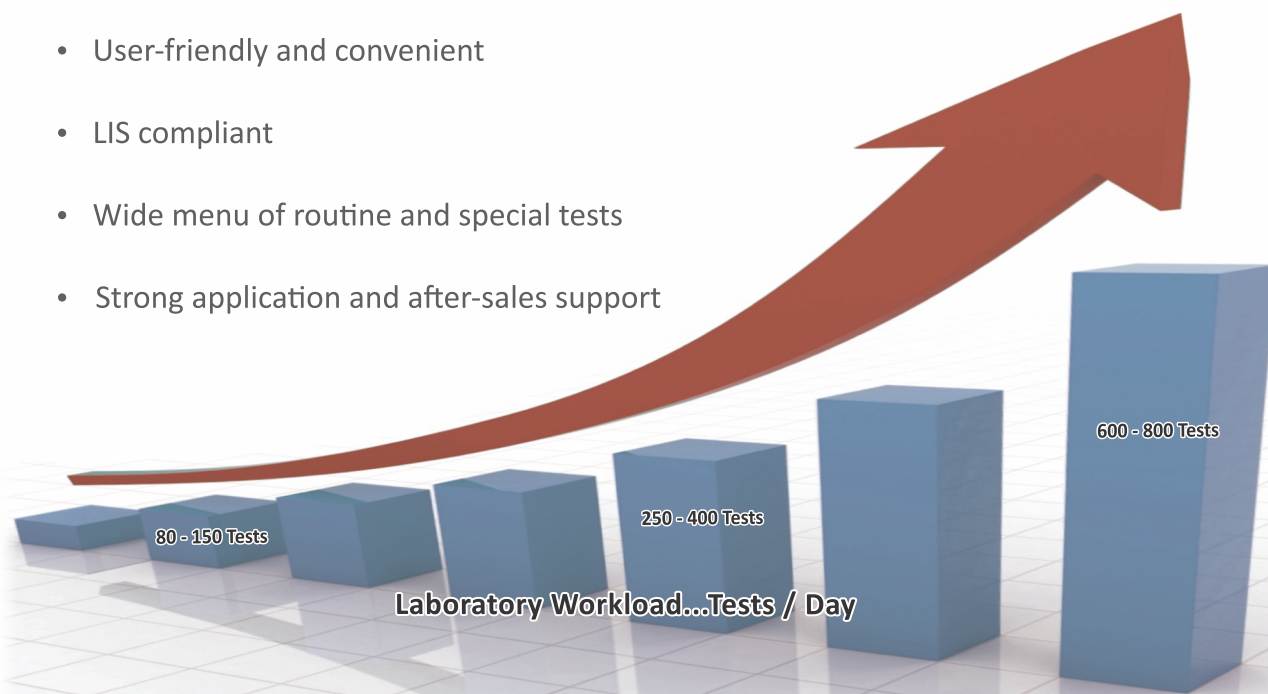 • User-friendly and convenient
• LIS compliant
• Wide menu of routine and special tests
• Strong application and after-sales support
600 - 800 Tests
250 - 400 Tests
80 - 150 Tests
Laboratory Workload...Tests / Day